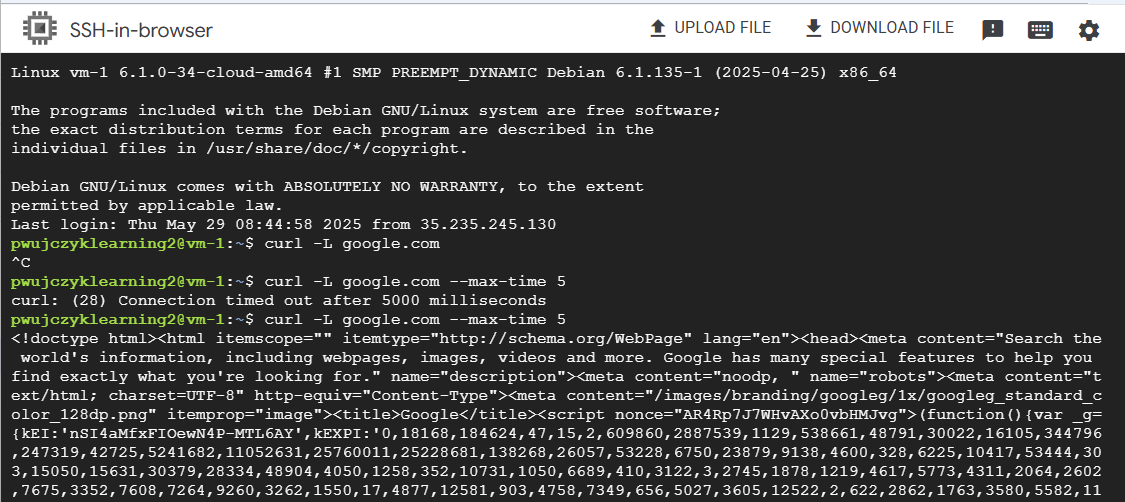 SSH-in-browser
UPLOAD FILE
DOWNLOAD FILE
Linux vm-1 6.1.0-34-cloud-amd64 #1 SMP PREEMPT_DYNAMIC Debian 6.1.135-1 (2025-04-25) x86_64
The programs included with the Debian GNU/Linux system are free software;
the exact distribution terms for each program are described in the
individual files in /usr/share/doc/*/copyright.
Debian GNU/Linux comes with ABSOLUTELY NO WARRANTY, to the extent
permitted by applicable law.
Last login: Thu May 29 08:44:58 2025 from 35.235.245.130
pwujczyklearning2@vm-1:~$ curl -L google.com
^C
pwujczyklearning2@vm-1:~$ curl -L google.com --max-time 5
curl: (28) Connection timed out after 5000 milliseconds
pwujczyklearning2@vm-1:~$ curl -L google.com --max-time 5
<!doctype html><html itemscope="" itemtype="http://schema.org/WebPage" lang="en"><head><meta content="Search the
world's information, including webpages, images, videos and more. Google has many special features to help you
find exactly what you're looking for." name="description"><meta content="noodp, " name="robots"><meta content="t
ext/html; charset=UTF-8" http-equiv="Content-Type"><meta content="/images/branding/googleg/1x/googleg_standard_c
olor_128dp.png" itemprop="image"><title>Google</title><script nonce="AR4Rp7J7WHvAXo0vbHMJvg">(function(){var _g=
{kEI:'nSI4aMfxFIOewN4P-MTL6AY',kEXPI:'0,18168,184624,47,15,2,609860,2887539,1129,538661,48791,30022,16105,344796
,247319,42725,5241682,11052631,25760011,25228681,138268,26057,53228,6750,23879,9138,4600,328,6225,10417,53444,30
3,15050,15631,30379,28334,48904,4050,1258,352,10731,1050,6689,410,3122,3,2745,1878,1219,4617,5773,4311,2064,2602
,7675,3352,7608,7264,9260,3262,1550,17,4877,12581,903,4758,7349,656,5027,3605,12522,2,622,2862,1763,3580,5582,11